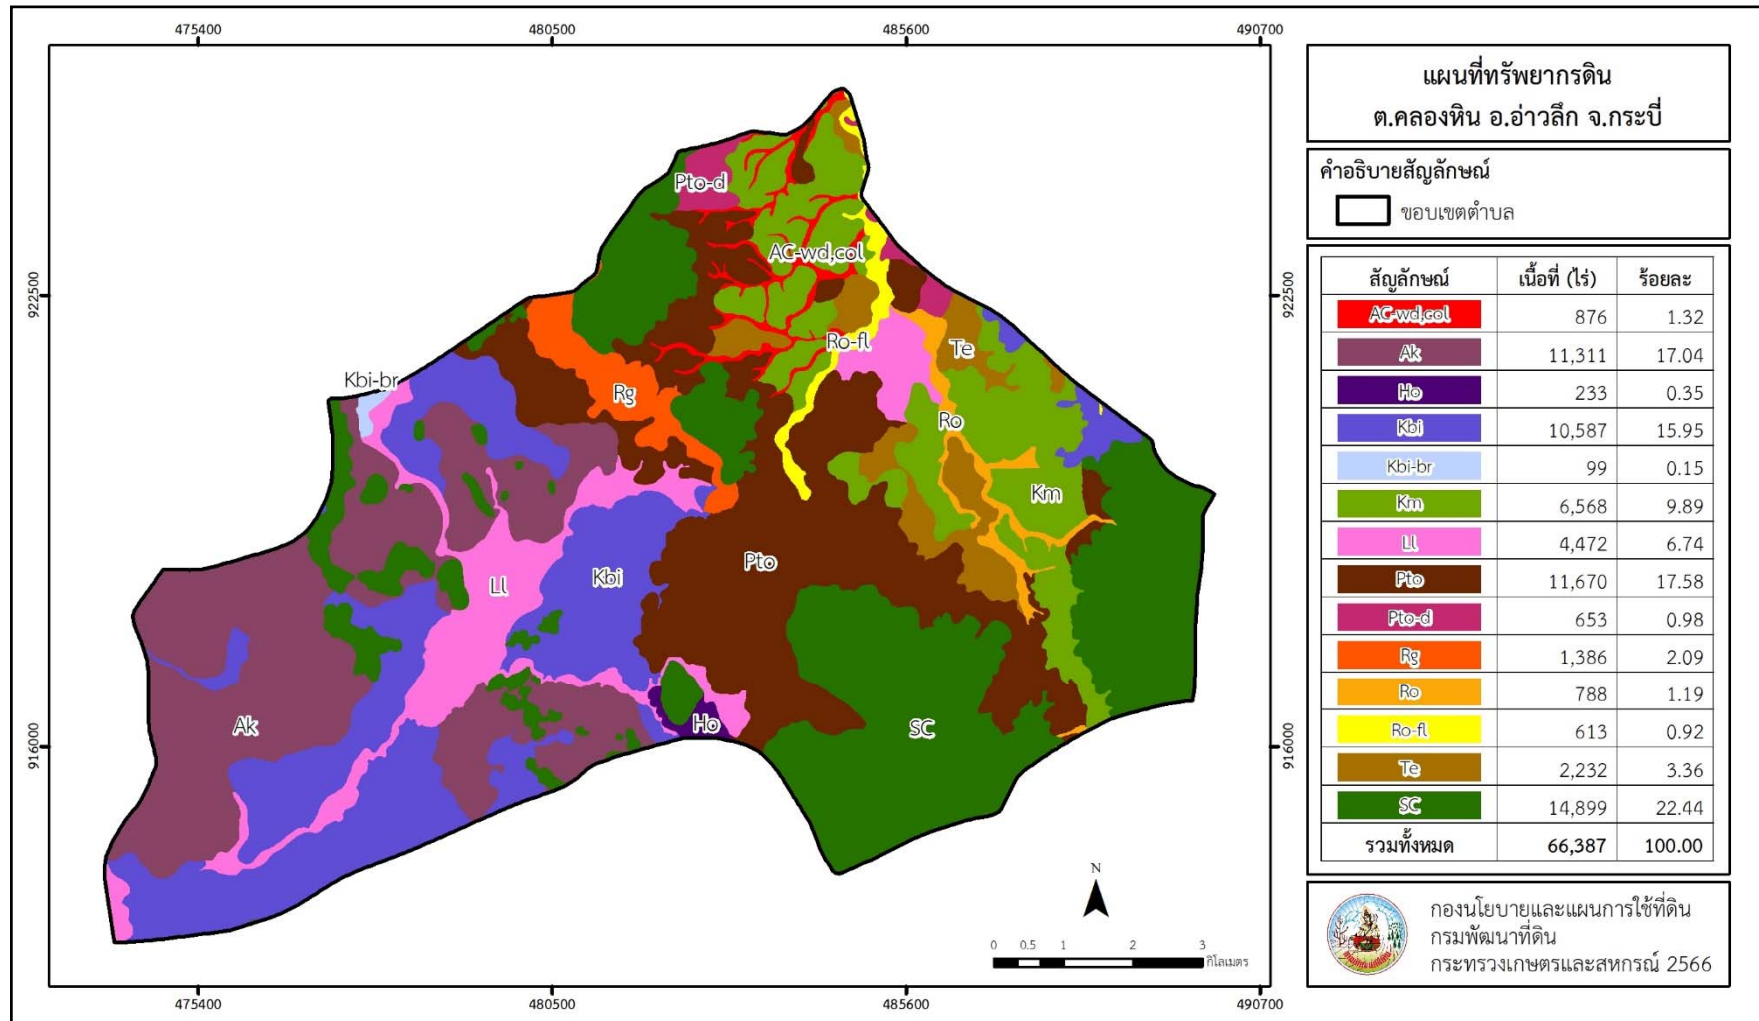 475400 480500 485600 490700
922500 922500
916000 916000
475400 480500 485600 490700
Pto-d
AC-wd,col
Ro-fl
Te
Kbi-br
Rg
Ro
Km
Pto
Kbi
Ll
Ak
Ho
SC
N
0 0.5 1 2 3
กิโลเมตร
แผนที่ทรัพยากรดิน
ต.คลองหิน อ.อ่าวลึก จ.กระบี่
คำอธิบายสัญลักษณ์
ขอบเขตตำบล
สัญลักษณ์ เนื้อที่ (ไร่) ร้อยละ
AC-wd,col 876 1.32
Ak 11,311 17.04
Ho 233 0.35
Kbi 10,587 15.95
Kbi-br 99 0.15
Km 6,568 9.89
Ll 4,472 6.74
Pto 11,670 17.58
Pto-d 653 0.98
Rg 1,386 2.09
Ro 788 1.19
Ro-fl 613 0.92
Te 2,232 3.36
SC 14,899 22.44
รวมทั้งหมด 66,387 100.00
กองนโยบายและแผนการใช้ที่ดิน
กรมพัฒนาที่ดิน
กระทรวงเกษตรและสหกรณ์ 2566